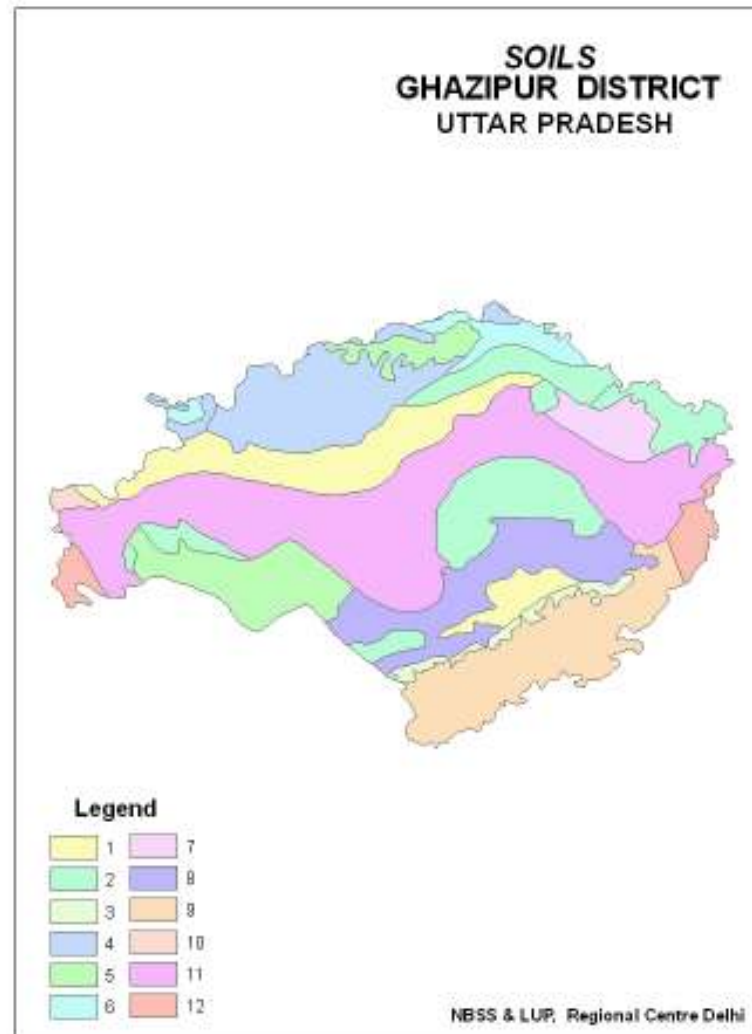 SOILS
GHAZIPUR DISTRICT
UTTAR PRADESH
Legend
1
2
3
4
5
6
7
8
9
10
11
12
NBSS & LUP, Regional Centre Delhi